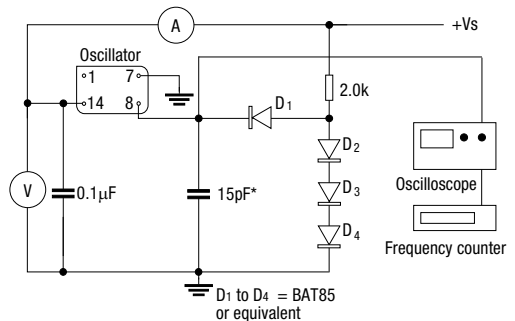 A
+Vs
Oscillator
1
7
14
8
2.0k
D1
D2
D3
D4
V
0.1µF
15pF*
Oscilloscope
Frequency counter
D1 to D4 = BAT85
or equivalent